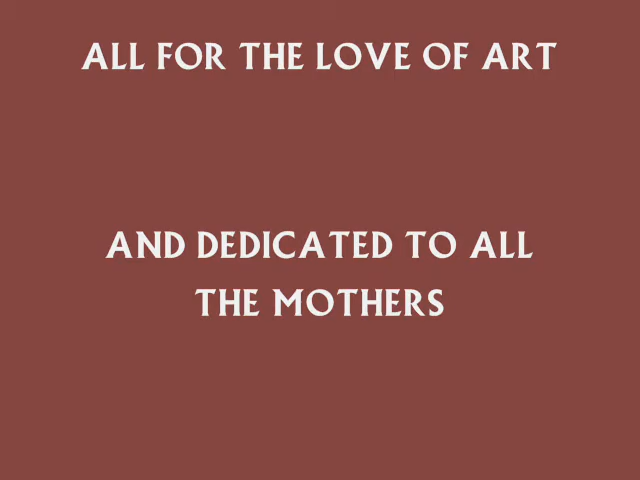 ALL FOR THE LOVE OF ART
AND DEDICATED TO ALL
THE MOTHERS